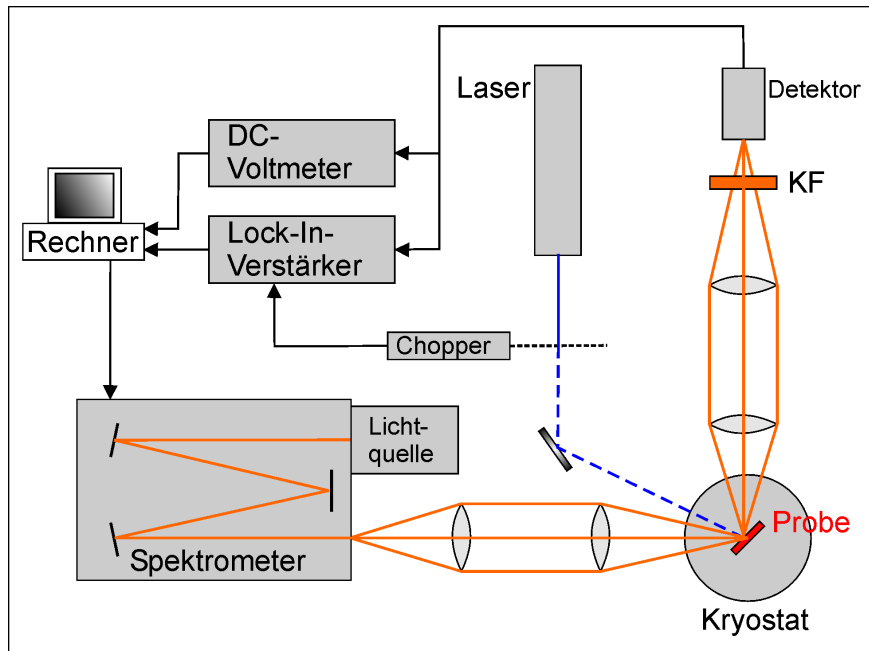 Laser
Detektor
DC-
Voltmeter
KF
Rechner
Lock-In-
Verstärker
Chopper
Licht-
quelle
Probe
Spektrometer
Kryostat